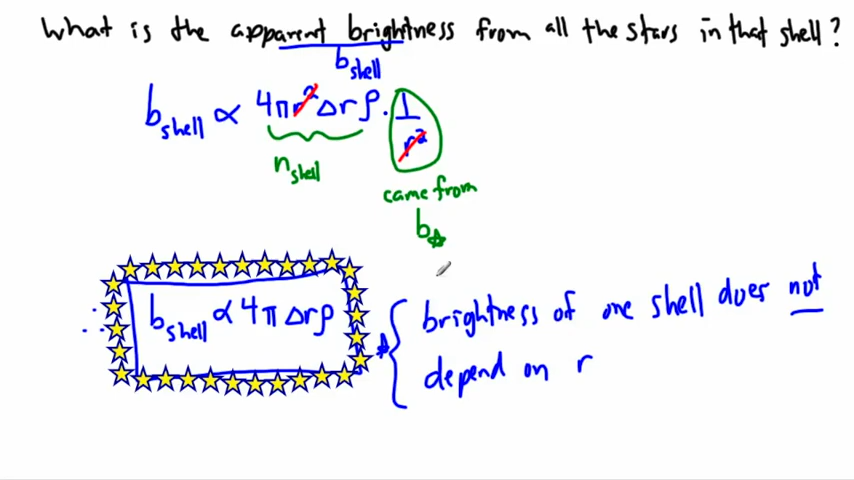 What is the apparent brightness from all the stars in that shell?
b_shell
b_shell ∝ 4πr²Δrρ · 1/r²
n_shell
came from
b☆
∴ b_shell ∝ 4πΔrρ
brightness of one shell does not
depend on r